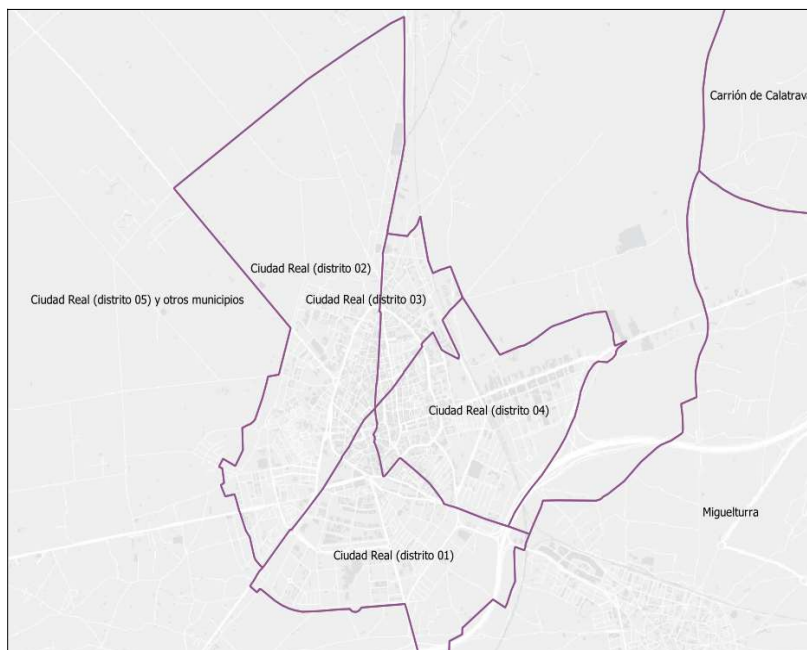 Carrión de Calatrav
Ciudad Real (distrito 02)
Ciudad Real (distrito 05) y otros municipios
Ciudad Real (distrito 03)
Ciudad Real (distrito 04)
Miguelturra
Ciudad Real (distrito 01)